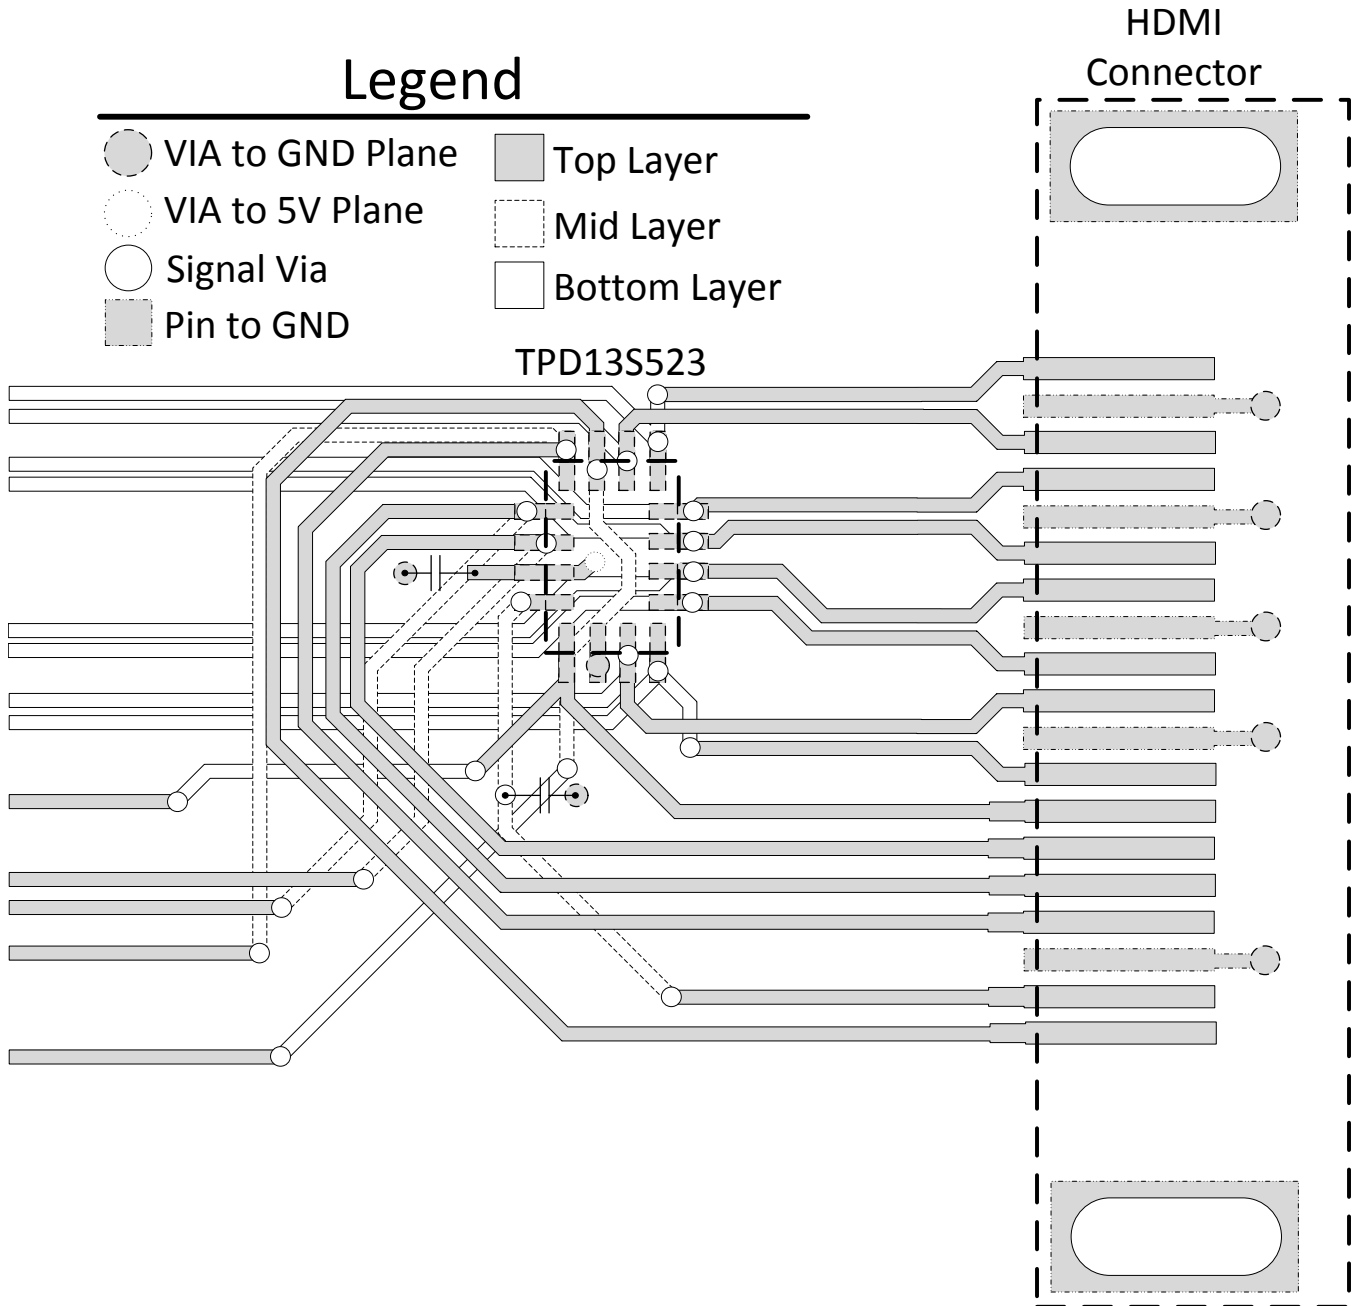 HDMI
Connector
Legend
VIA to GND Plane
Top Layer
VIA to 5V Plane
Mid Layer
Signal Via
Bottom Layer
Pin to GND
TPD13S523